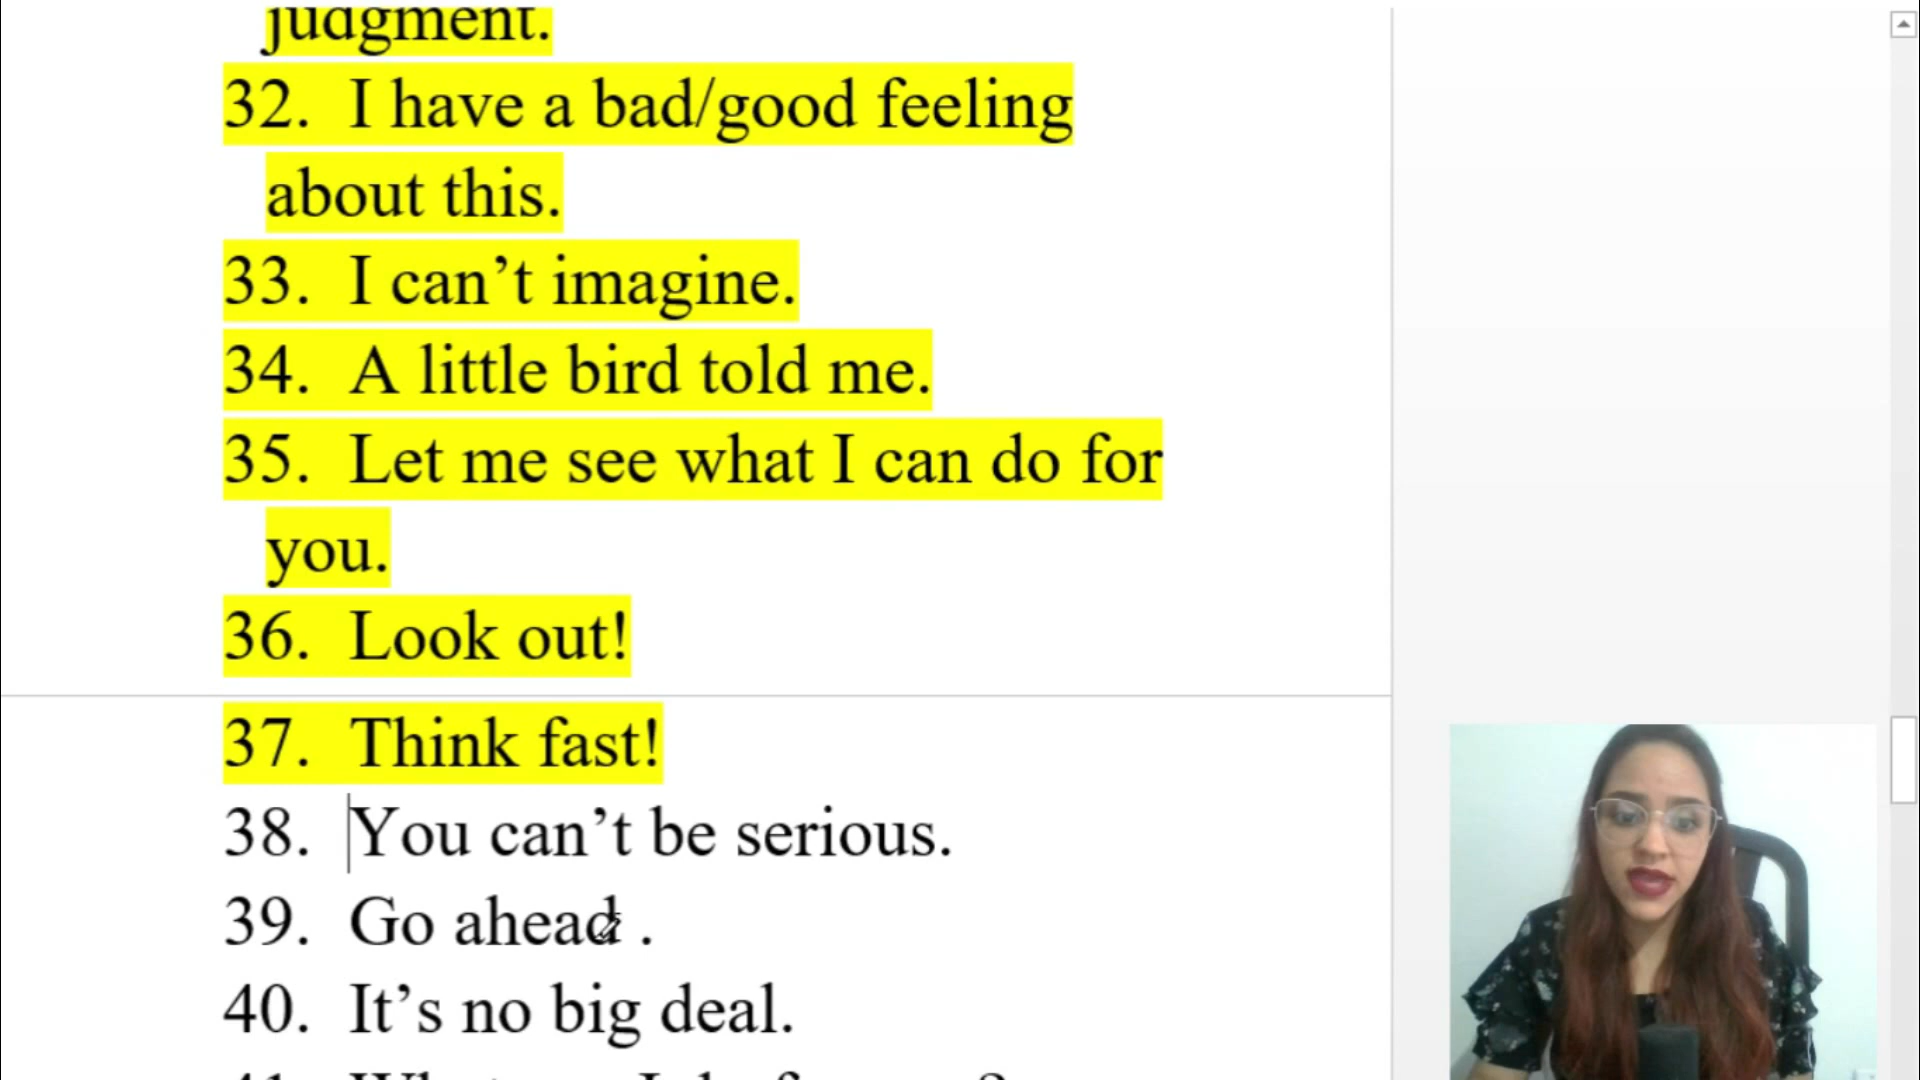 judgment.
32. I have a bad/good feeling
about this.
33. I can’t imagine.
34. A little bird told me.
35. Let me see what I can do for
you.
36. Look out!
37. Think fast!
38. You can’t be serious.
39. Go ahead .
40. It’s no big deal.